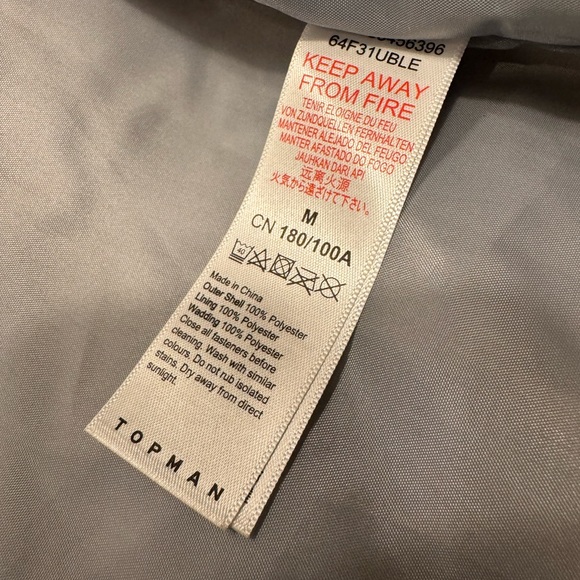 64F31UBLE
KEEP AWAY
FROM FIRE
TENIR ELOIGNE DU FEU
VON ZUNDQUELLEN FERNHALTEN
MANTENER ALEJADO DEL FEUGO
MANTER AFASTADO DO FOGO
JAUHKAN DARI API
远离火源
火気から遠ざけて下さい。
M
CN 180/100A
40
Made in China
Outer Shell 100% Polyester
Lining 100% Polyester
Wadding 100% Polyester
Close all fasteners before
cleaning. Wash with similar
colours. Do not rub isolated
stains. Dry away from direct
sunlight.
TOPMAN